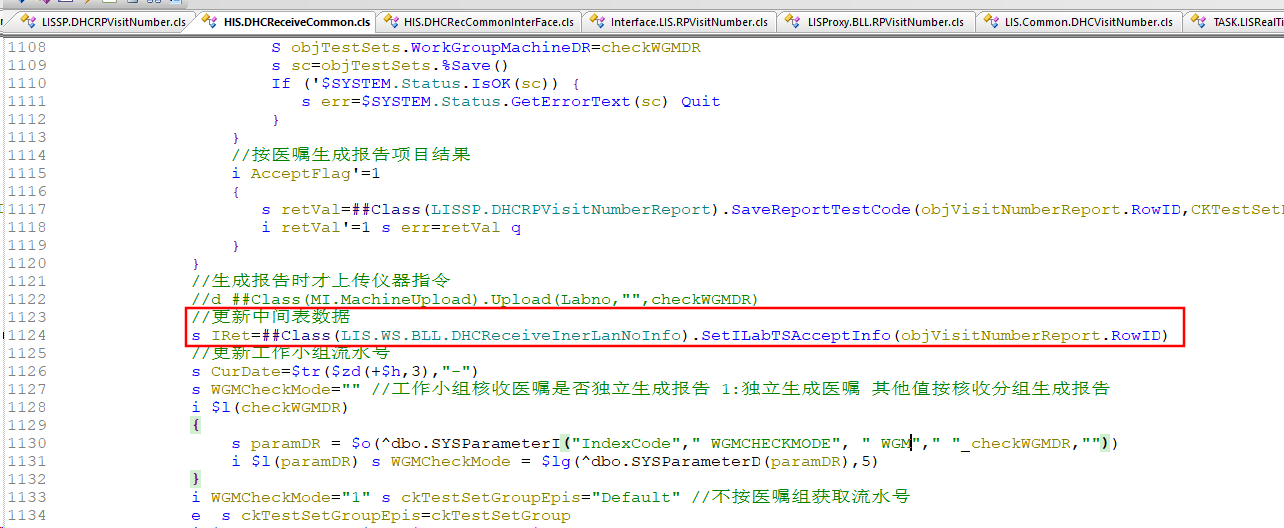 LISSP.DHCRPVisitNumber.cls HIS.DHCReceiveCommon.cls HIS.DHCRecCommonInterFace.cls Interface.LIS.RPVisitNumber.cls LISProxy.BLL.RPVisitNumber.cls LIS.Common.DHCVisitNumber.cls
1108 S objTestSets.WorkGroupMachineDR=checkWGMDR
1109 s sc=objTestSets.%Save()
1110 If ('$SYSTEM.Status.IsOK(sc)) {
1111 s err=$SYSTEM.Status.GetErrorText(sc) Quit
1112 }
1113 }
1114 //按医嘱生成报告项目结果
1115 i AcceptFlag'=1
1116 {
1117 s retVal=##Class(LISSP.DHCRPVisitNumberReport).SaveReportTestCode(objVisitNumberReport.RowID,
1118 i retVal'=1 s err=retVal q
1119 }
1120 }
1121 //生成报告时才上传仪器指令
1122 //d ##Class(MI.MachineUpload).Upload(Labno,"",checkWGMDR)
1123 //更新中间表数据
1124 s IRet=##Class(LIS.WS.BLL.DHCReceiveInerLanNoInfo).SetILabTSAcceptInfo(objVisitNumberReport.RowID)
1125 //更新工作小组流水号
1126 s CurDate=$tr($zd(+$h,3),"-")
1127 s WGMCheckMode="" //工作小组核收医嘱是否独立生成报告 1:独立生成医嘱 其他值按核收分组生成报告
1128 i $l(checkWGMDR)
1129 {
1130 s paramDR = $o(^dbo.SYSParameterI("IndexCode"," WGMCHECKMODE", " WGM"," "_checkWGMDR,""))
1131 i $l(paramDR) s WGMCheckMode = $lg(^dbo.SYSParameterD(paramDR),5)
1132 }
1133 i WGMCheckMode="1" s ckTestSetGroupEpis="Default" //不按医嘱组获取流水号
1134 e s ckTestSetGroupEpis=ckTestSetGroup